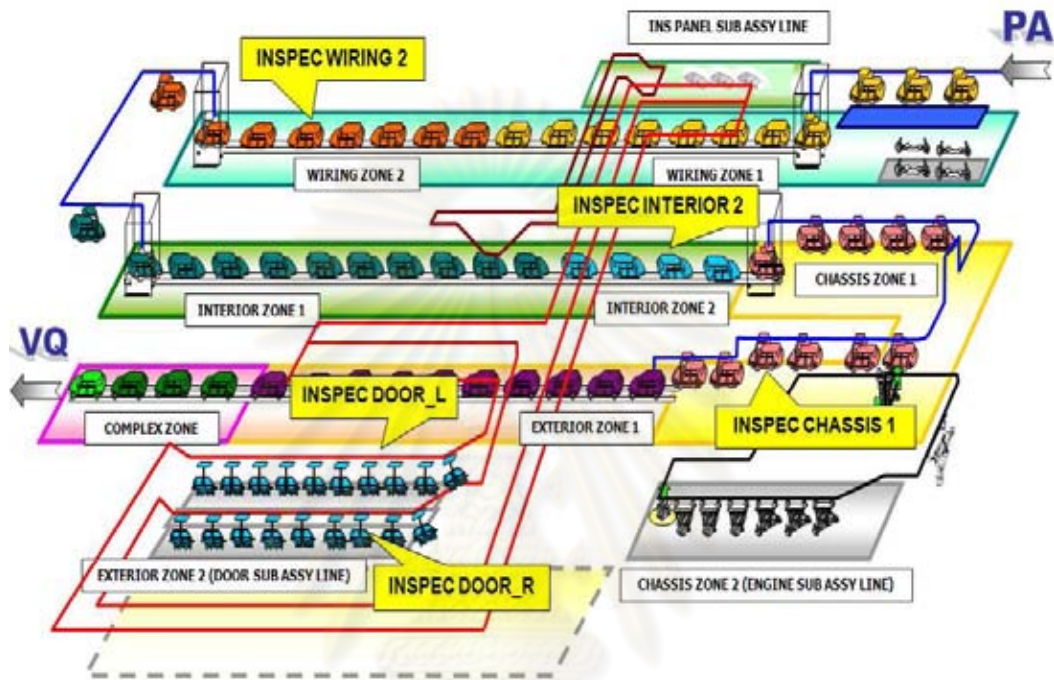 INS PANEL SUB ASSY LINE
PA
INSPEC WIRING 2
WIRING ZONE 2
WIRING ZONE 1
INSPEC INTERIOR 2
CHASSIS ZONE 1
INTERIOR ZONE 1
INTERIOR ZONE 2
VQ
INSPEC DOOR_L
COMPLEX ZONE
EXTERIOR ZONE 1
INSPEC CHASSIS 1
EXTERIOR ZONE 2 (DOOR SUB ASSY LINE)
INSPEC DOOR_R
CHASSIS ZONE 2 (ENGINE SUB ASSY LINE)